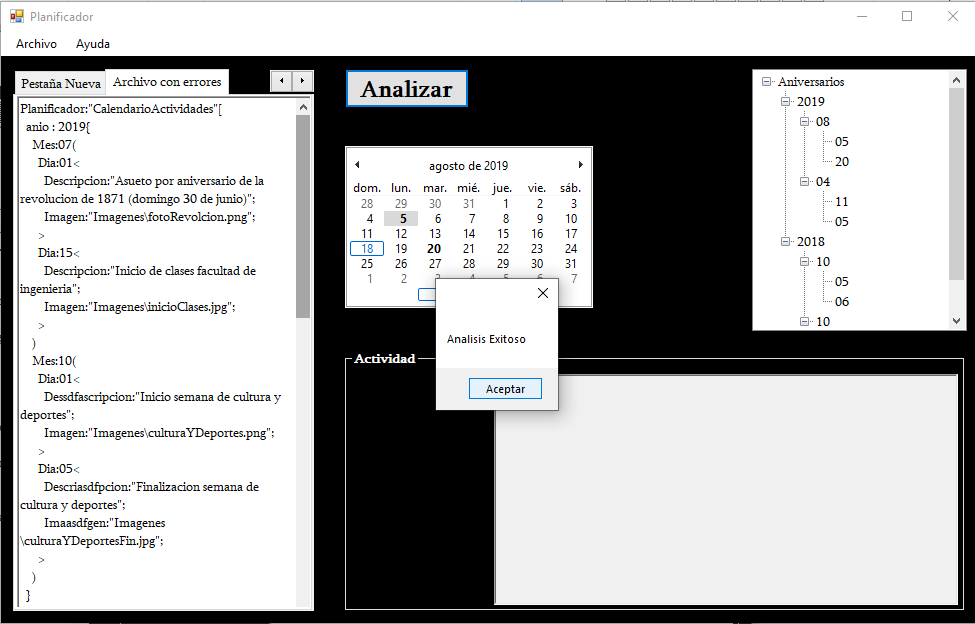 Planificador
Archivo Ayuda
Pestaña Nueva Archivo con errores
Planificador:"CalendarioActividades"[
anio : 2019{
Mes:07(
Dia:01<
Descripcion:"Asueto por aniversario de la
revolucion de 1871 (domingo 30 de junio)";
Imagen:"Imagenes\fotoRevolcion.png";
>
Dia:15<
Descripcion:"Inicio de clases facultad de
ingenieria";
Imagen:"Imagenes\inicioClases.jpg";
>
)
Mes:10(
Dia:01<
Dessdfascripcion:"Inicio semana de cultura y
deportes";
Imagen:"Imagenes\culturaYDeportes.png";
>
Dia:05<
Descriasdfpcion:"Finalizacion semana de
cultura y deportes";
Imaasdfgen:"Imagenes
\culturaYDeportesFin.jpg";
>
)
}
Analizar
agosto de 2019
dom. lun. mar. mié. jue. vie. sáb.
28 29 30 31 1 2 3
4 5 6 7 8 9 10
11 12 13 14 15 16 17
18 19 20 21 22 23 24
25 26 27 28 29 30 31
1 2 3 4 5 6 7
Analisis Exitoso
Aceptar
Aniversarios
2019
08
05
20
04
11
05
2018
10
05
06
10
Actividad